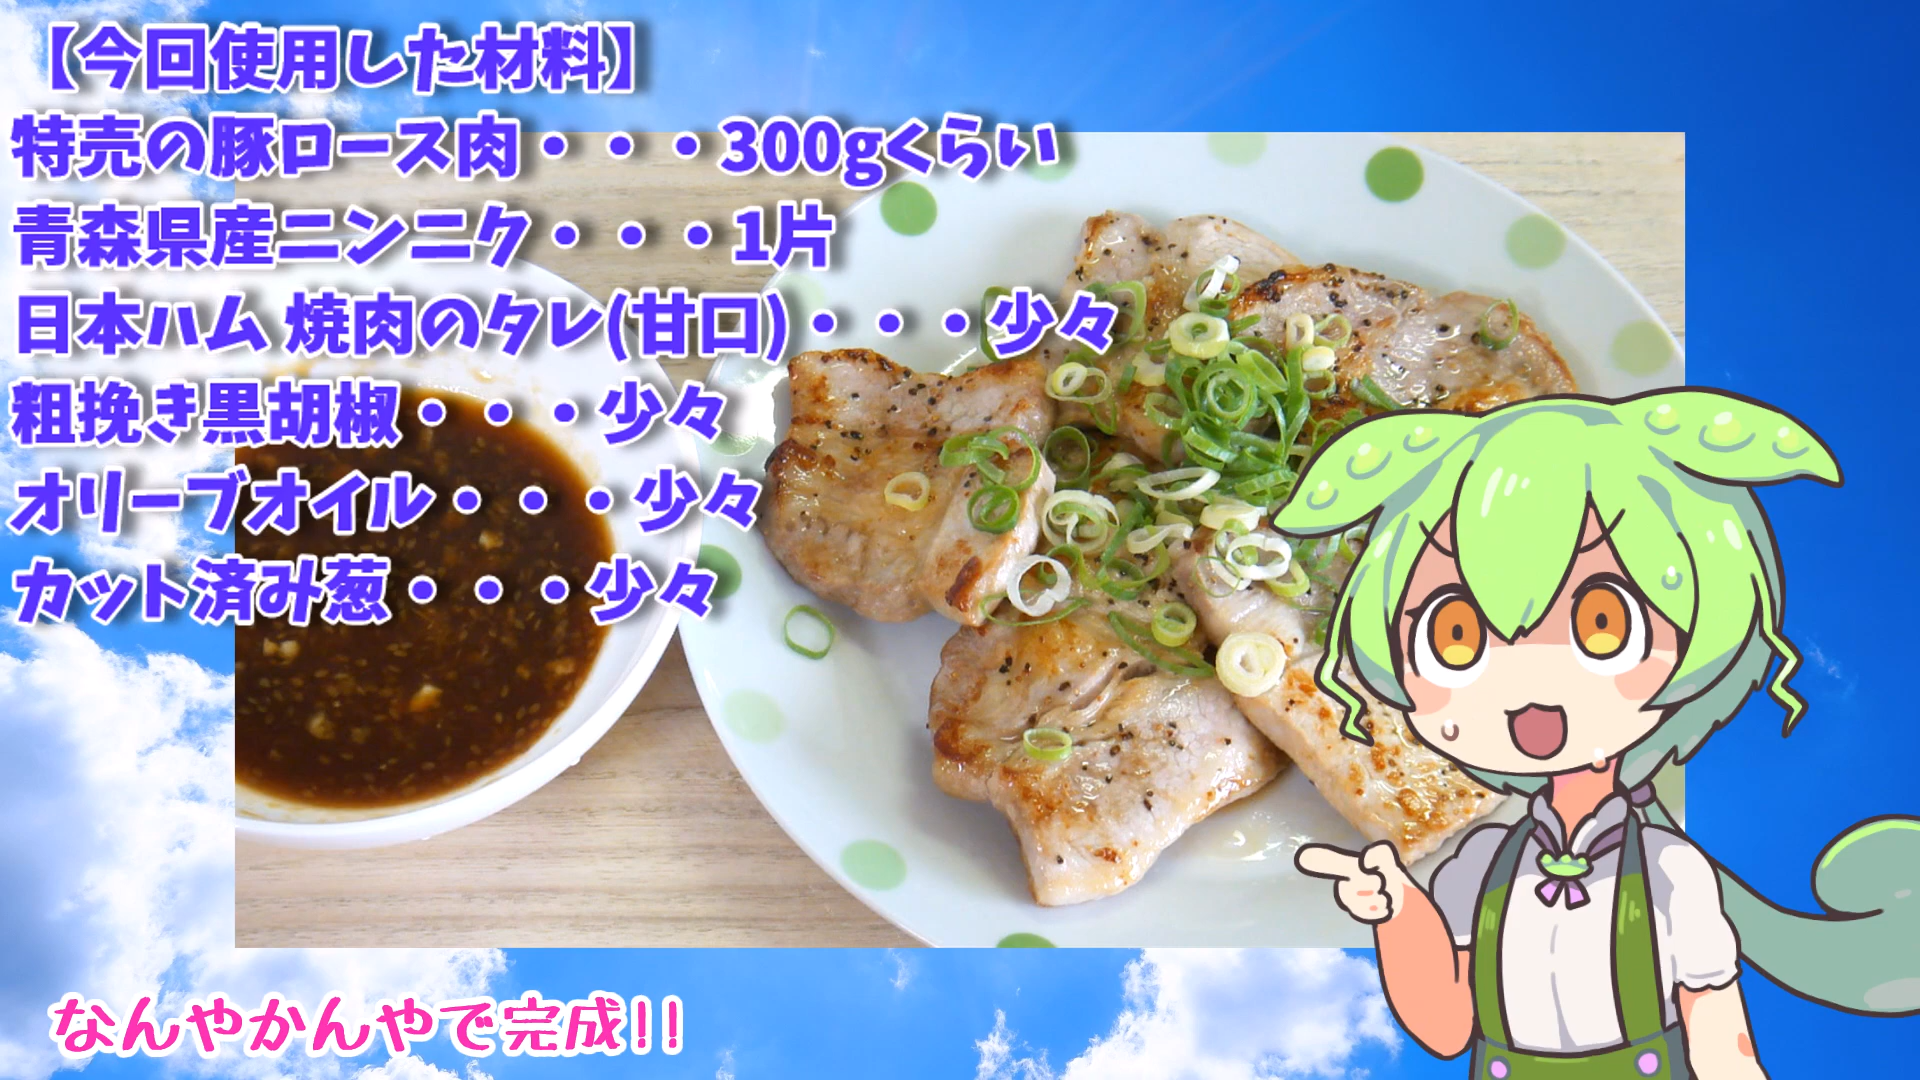 【今回使用した材料】
特売の豚ロース肉・・・300gくらい
青森県産ニンニク・・・1片
日本ハム 焼肉のタレ(甘口)・・・少々
粗挽き黒胡椒・・・少々
オリーブオイル・・・少々
カット済み葱・・・少々
なんやかんやで完成!!